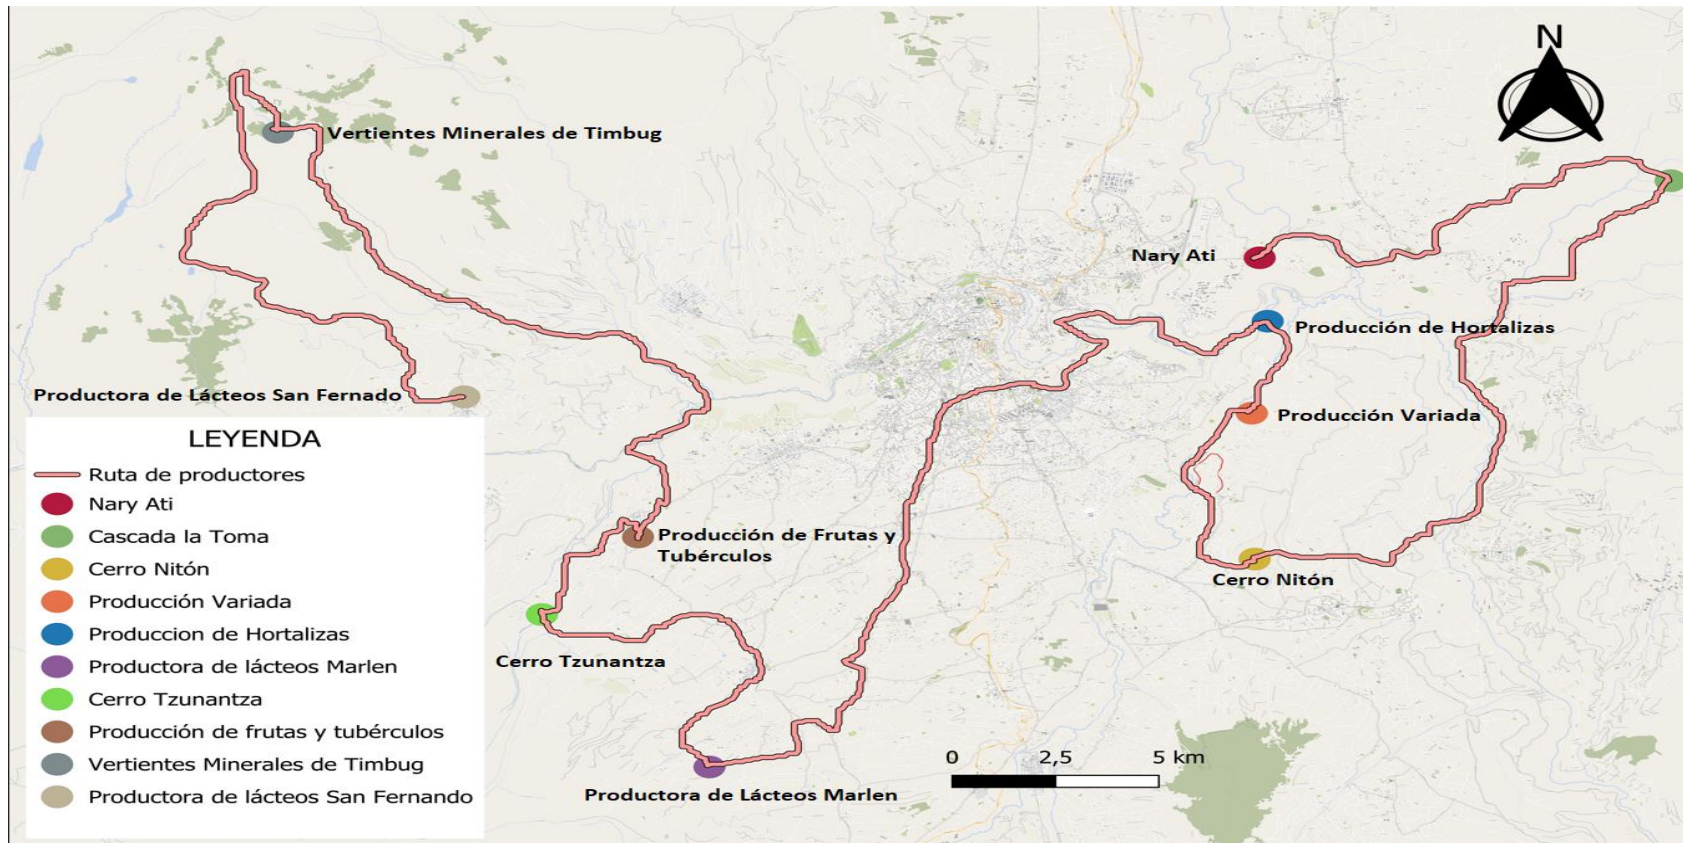 N
Vertientes Minerales de Timbug
Nary Ati
Producción de Hortalizas
Productora de Lácteos San Fernado
Producción Variada
LEYENDA
Ruta de productores
Nary Ati
Cascada la Toma
Cerro Nitón
Producción Variada
Produccion de Hortalizas
Productora de lácteos Marlen
Cerro Tzunantza
Producción de frutas y tubérculos
Vertientes Minerales de Timbug
Productora de lácteos San Fernando
Producción de Frutas y
Tubérculos
Cerro Nitón
Cerro Tzunantza
Productora de Lácteos Marlen
0 2,5 5 km